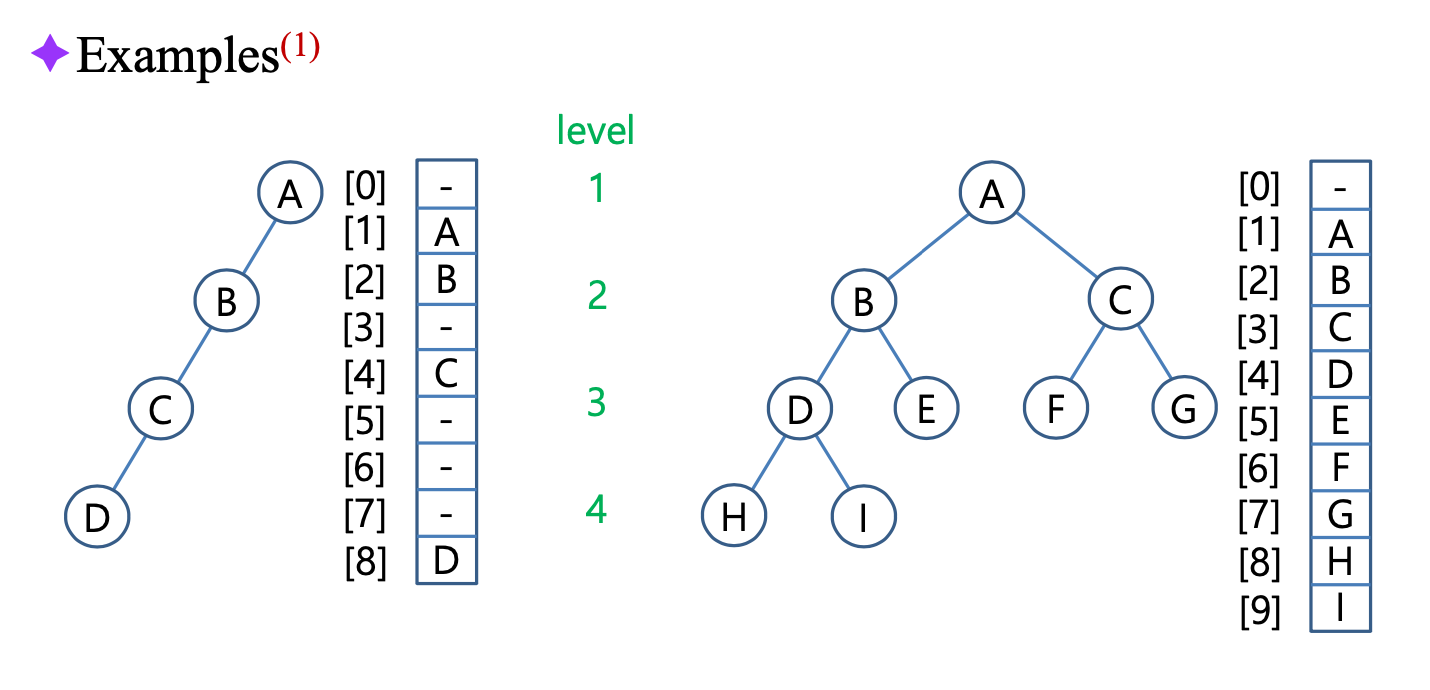 Examples(1)
level
A
B
C
D
[0] -
[1] A
[2] B
[3] -
[4] C
[5] -
[6] -
[7] -
[8] D
1
2
3
4
A
B C
D E F G
H I
[0] -
[1] A
[2] B
[3] C
[4] D
[5] E
[6] F
[7] G
[8] H
[9] I